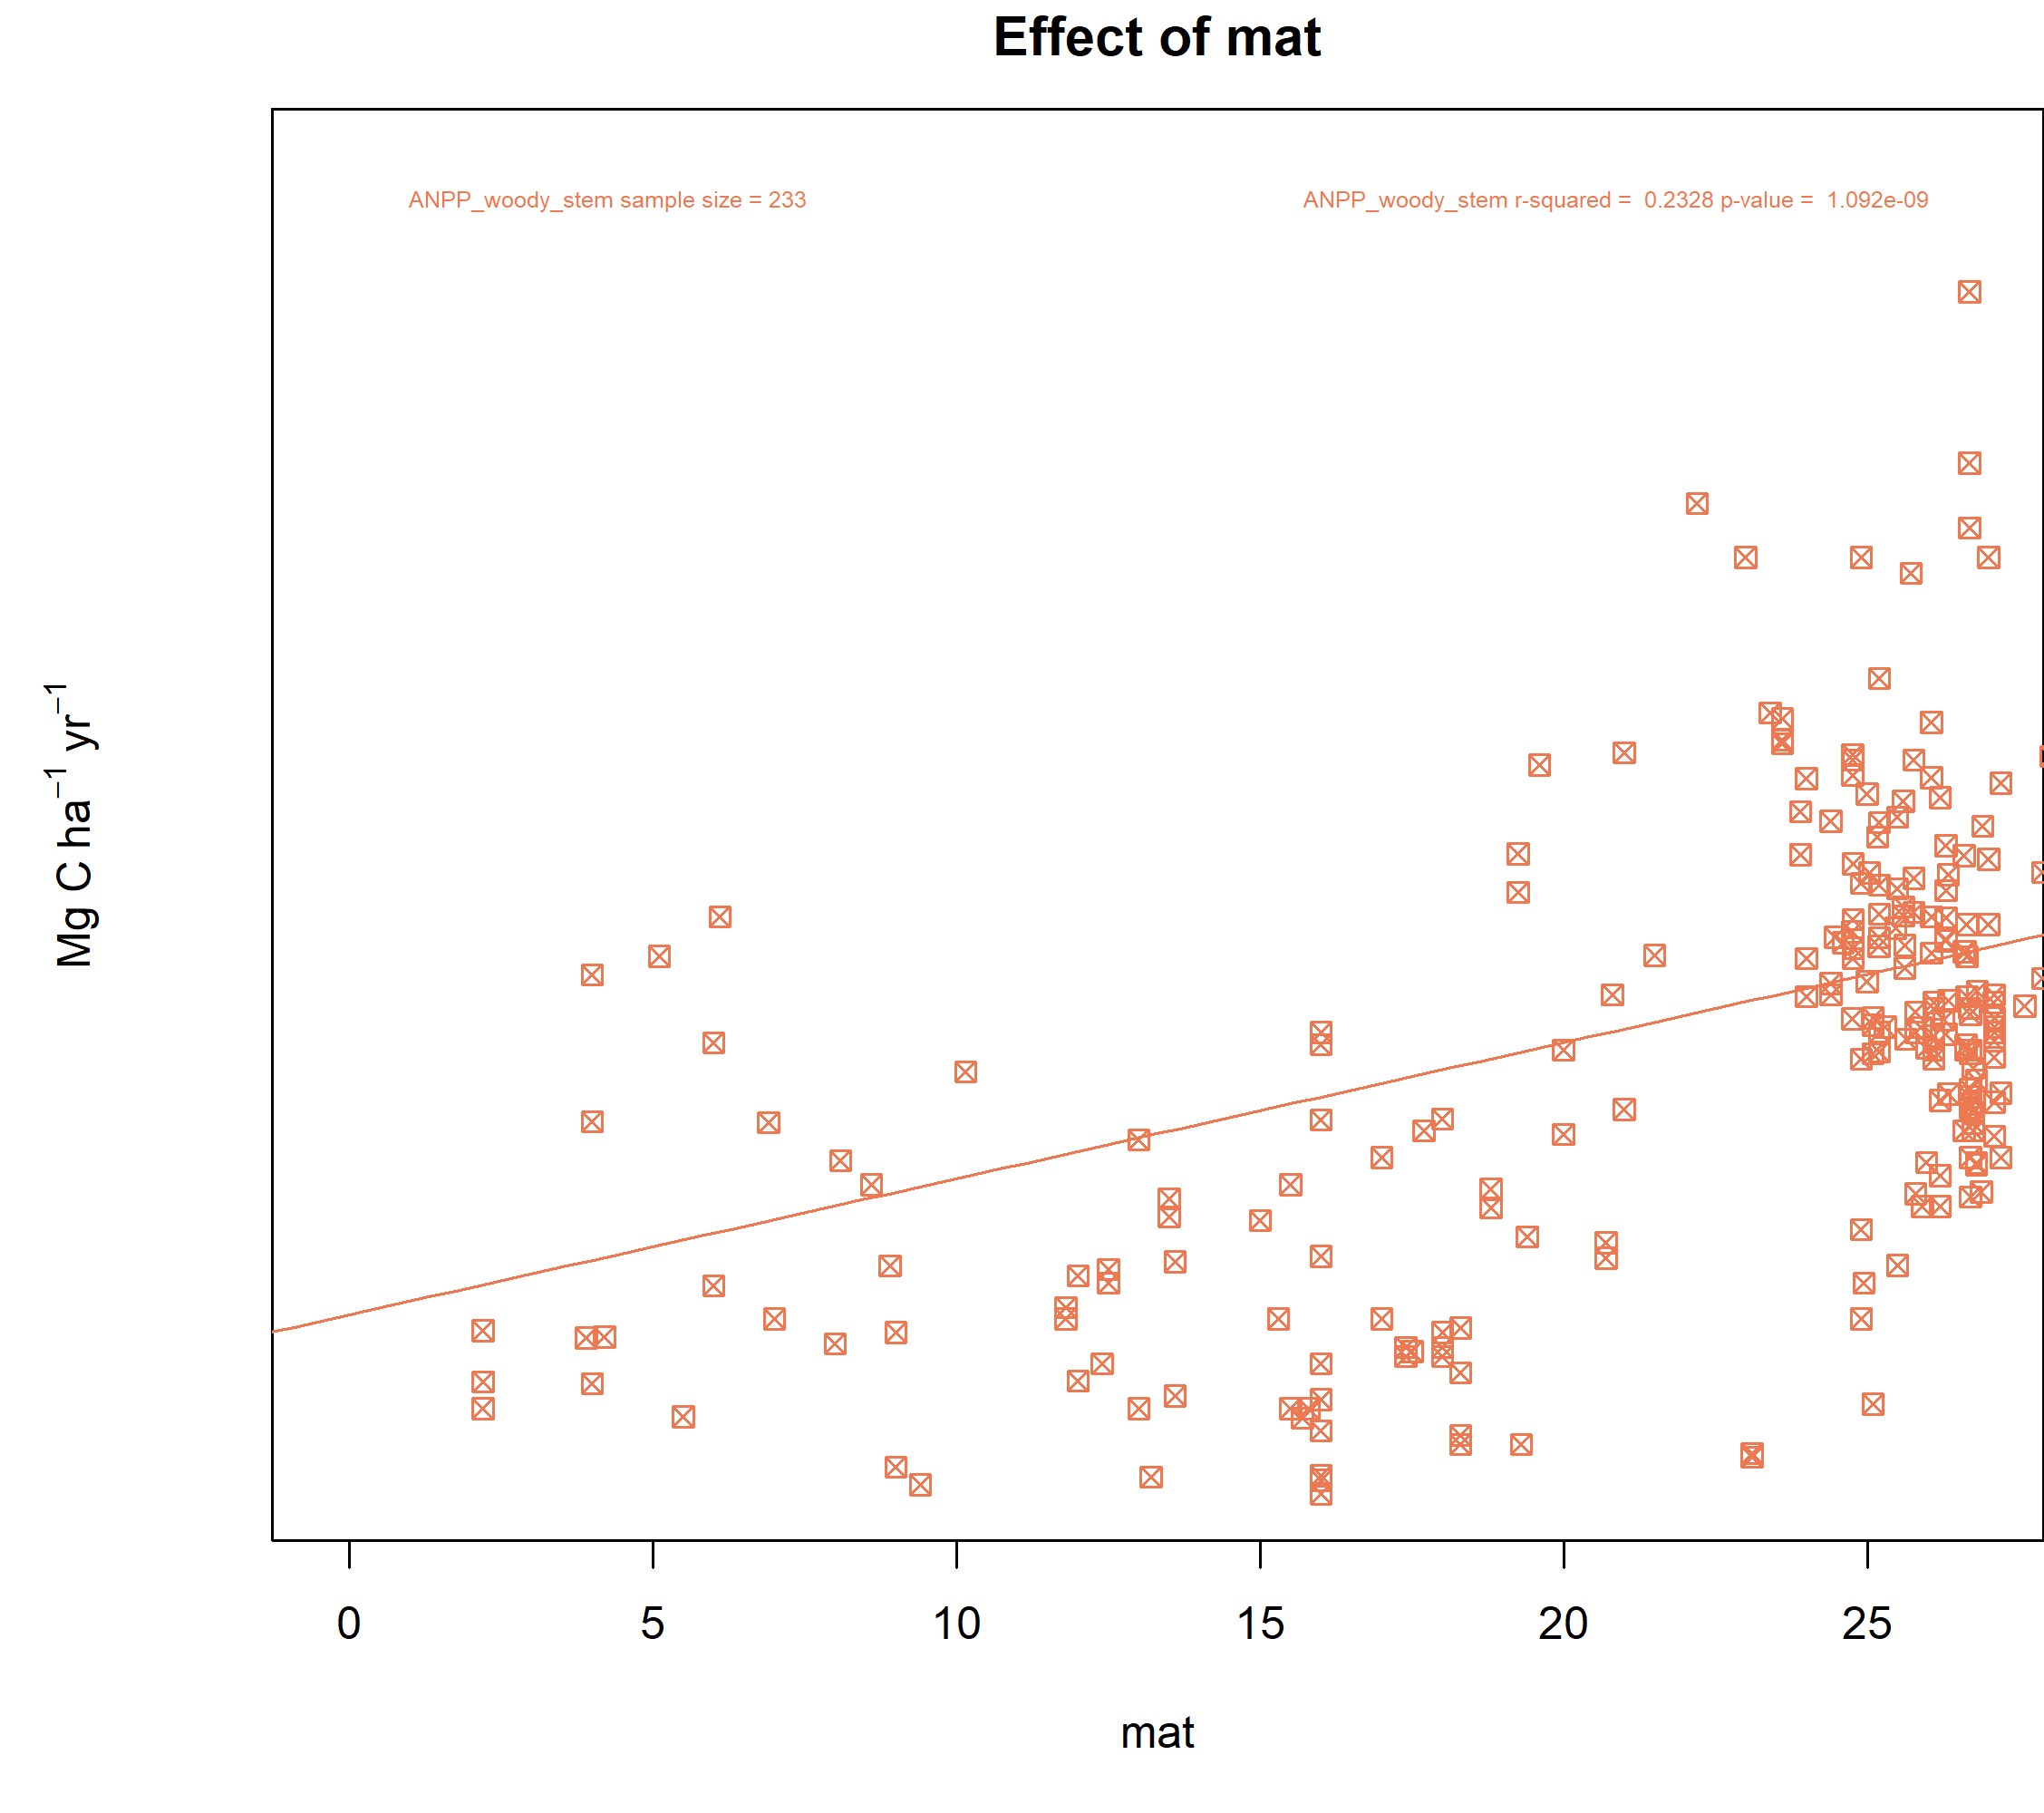 Effect of mat
ANPP_woody_stem sample size = 233
ANPP_woody_stem r-squared = 0.2328 p-value = 1.092e-09
Mg C ha⁻¹ yr⁻¹
0 5 10 15 20 25
mat